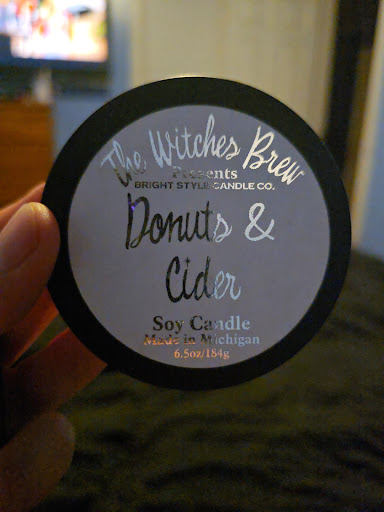 The Witches Brew
Presents
BRIGHT STYLE CANDLE CO.
Donuts &
Cider
Soy Candle
Made in Michigan
6.5oz/184g